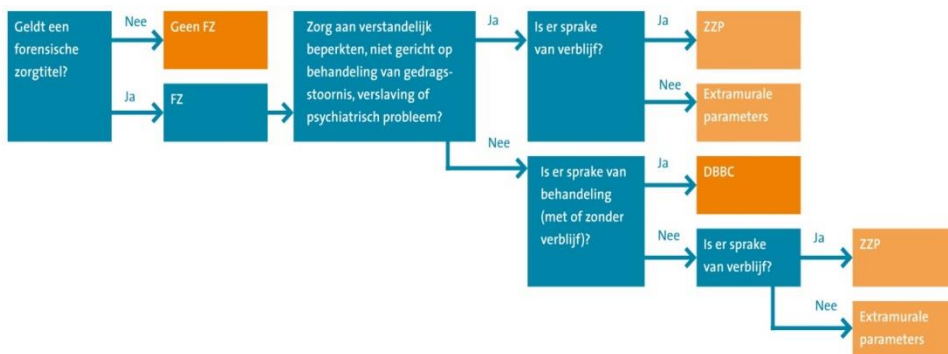 Geldt een
forensische
zorgtitel?
Nee
Geen FZ
Ja
FZ
Zorg aan verstandelijk
beperkten, niet gericht op
behandeling van gedrags-
stoornis, verslaving of
psychiatrisch probleem?
Ja
Is er sprake
van verblijf?
Ja
ZZP
Nee
Extramurale
parameters
Nee
Is er sprake van
behandeling
(met of zonder
verblijf)?
Ja
DBBC
Nee
Is er sprake
van verblijf?
Ja
ZZP
Nee
Extramurale
parameters